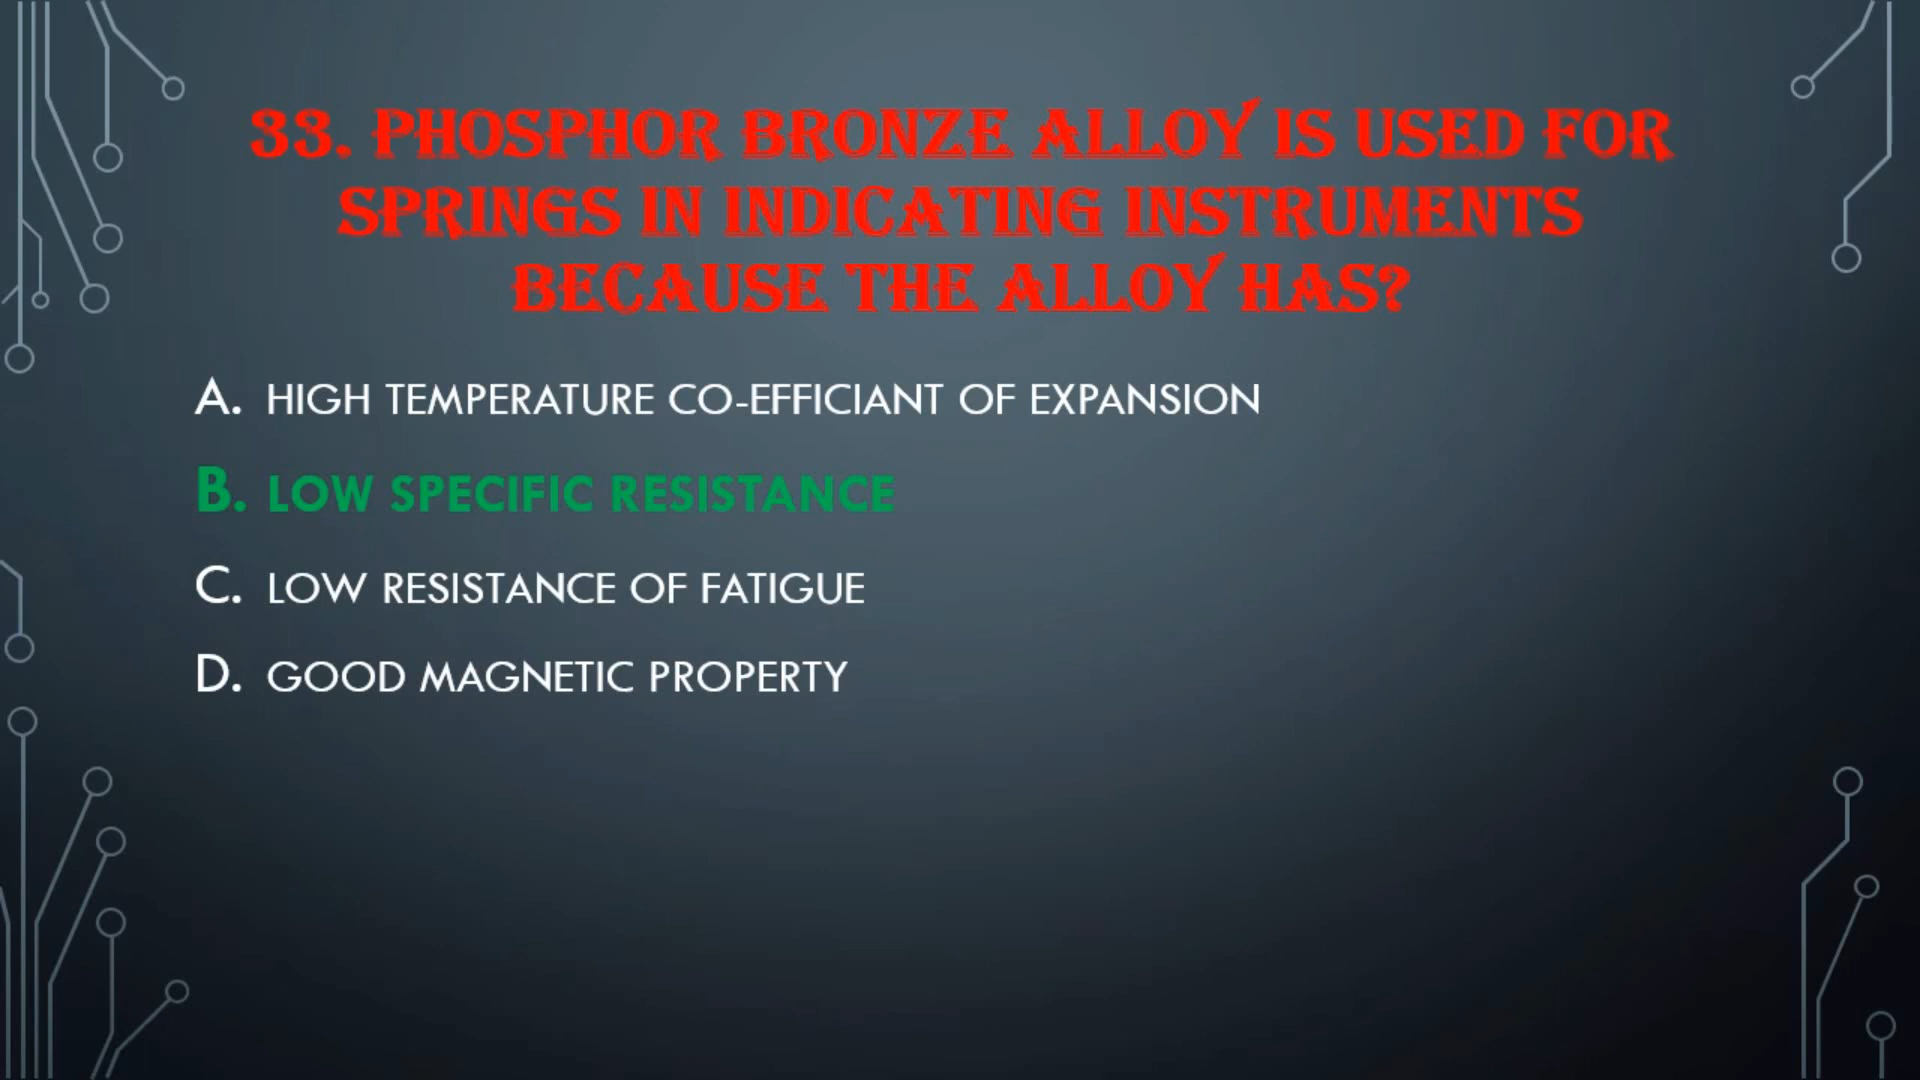 33. PHOSPHOR BRONZE ALLOY IS USED FOR
SPRINGS IN INDICATING INSTRUMENTS
BECAUSE THE ALLOY HAS?
A. HIGH TEMPERATURE CO-EFFICIANT OF EXPANSION
B. LOW SPECIFIC RESISTANCE
C. LOW RESISTANCE OF FATIGUE
D. GOOD MAGNETIC PROPERTY